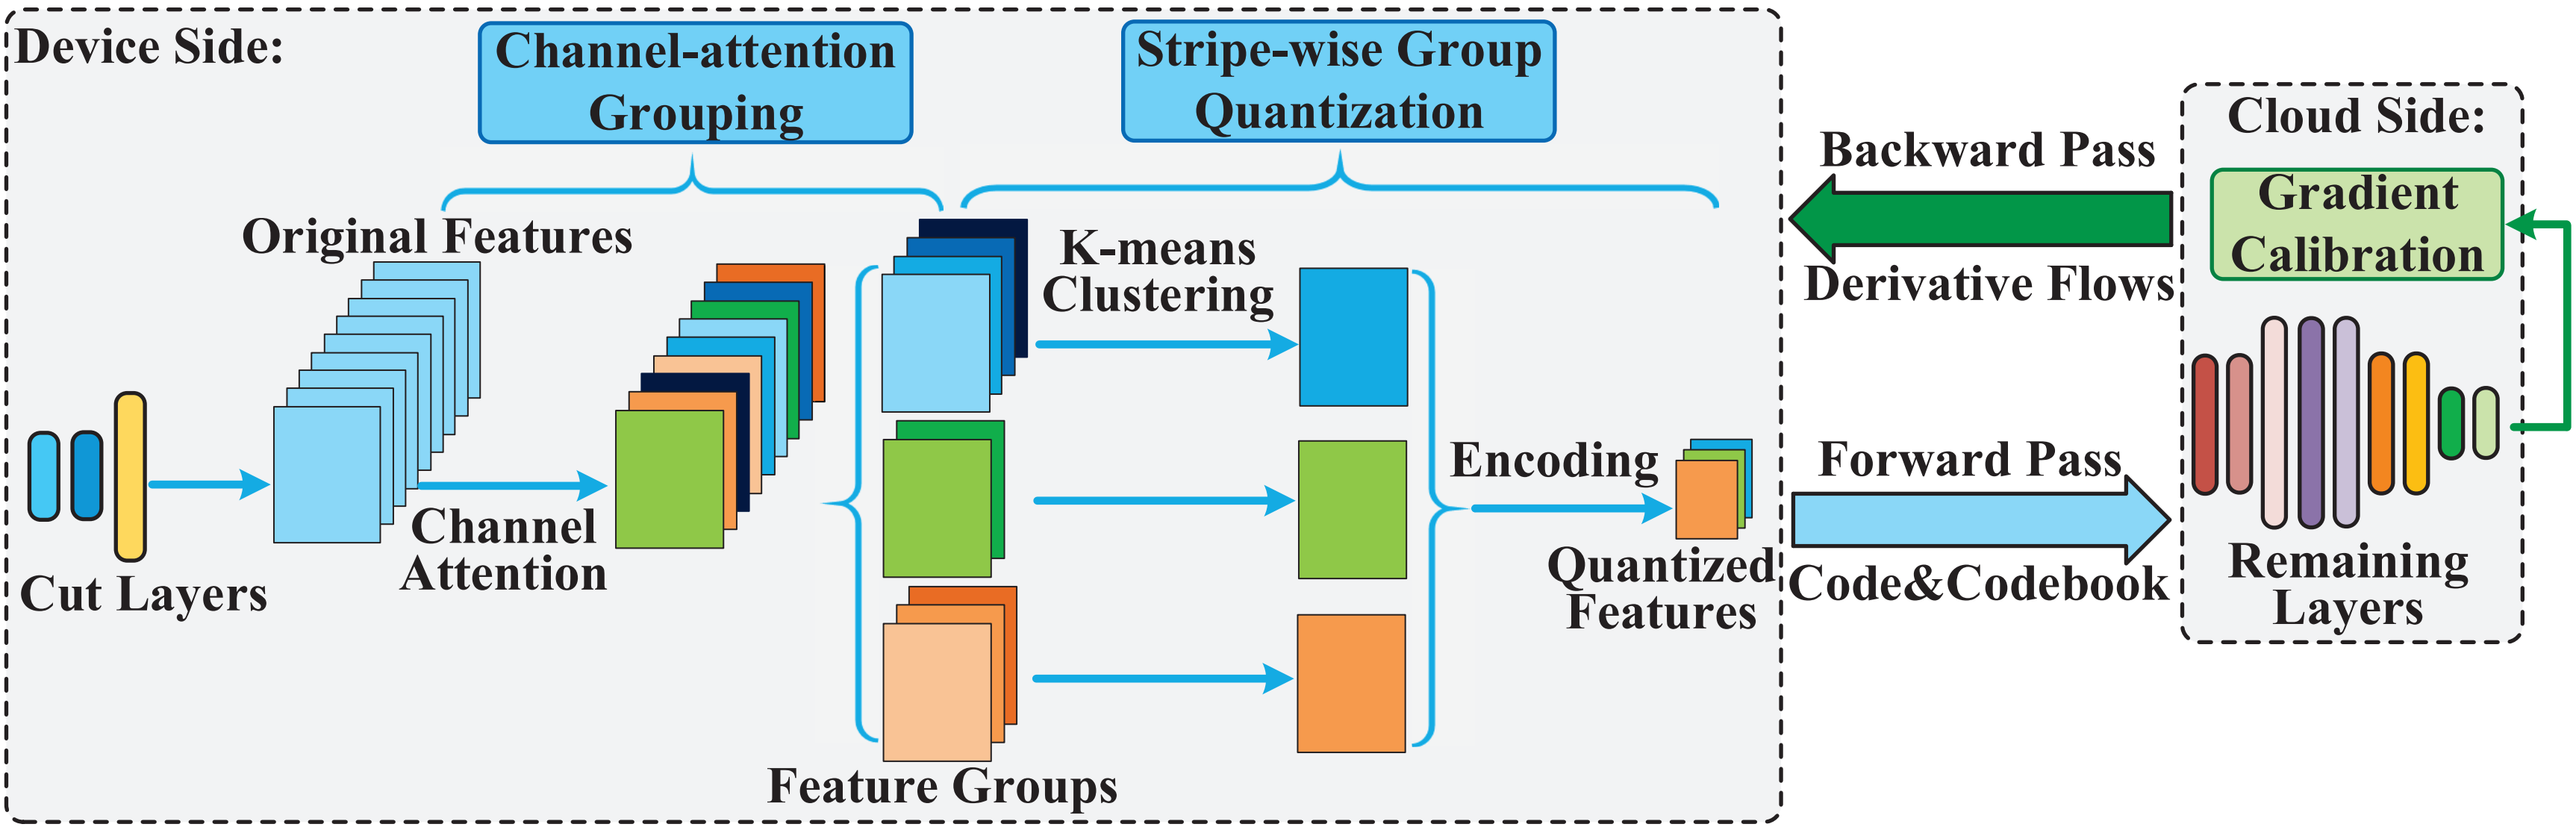 Device Side:
Channel-attention
Grouping
Stripe-wise Group
Quantization
Original Features
K-means
Clustering
Channel
Attention
Cut Layers
Feature Groups
Encoding
Quantized
Features
Backward Pass
Derivative Flows
Forward Pass
Code&Codebook
Cloud Side:
Gradient
Calibration
Remaining
Layers